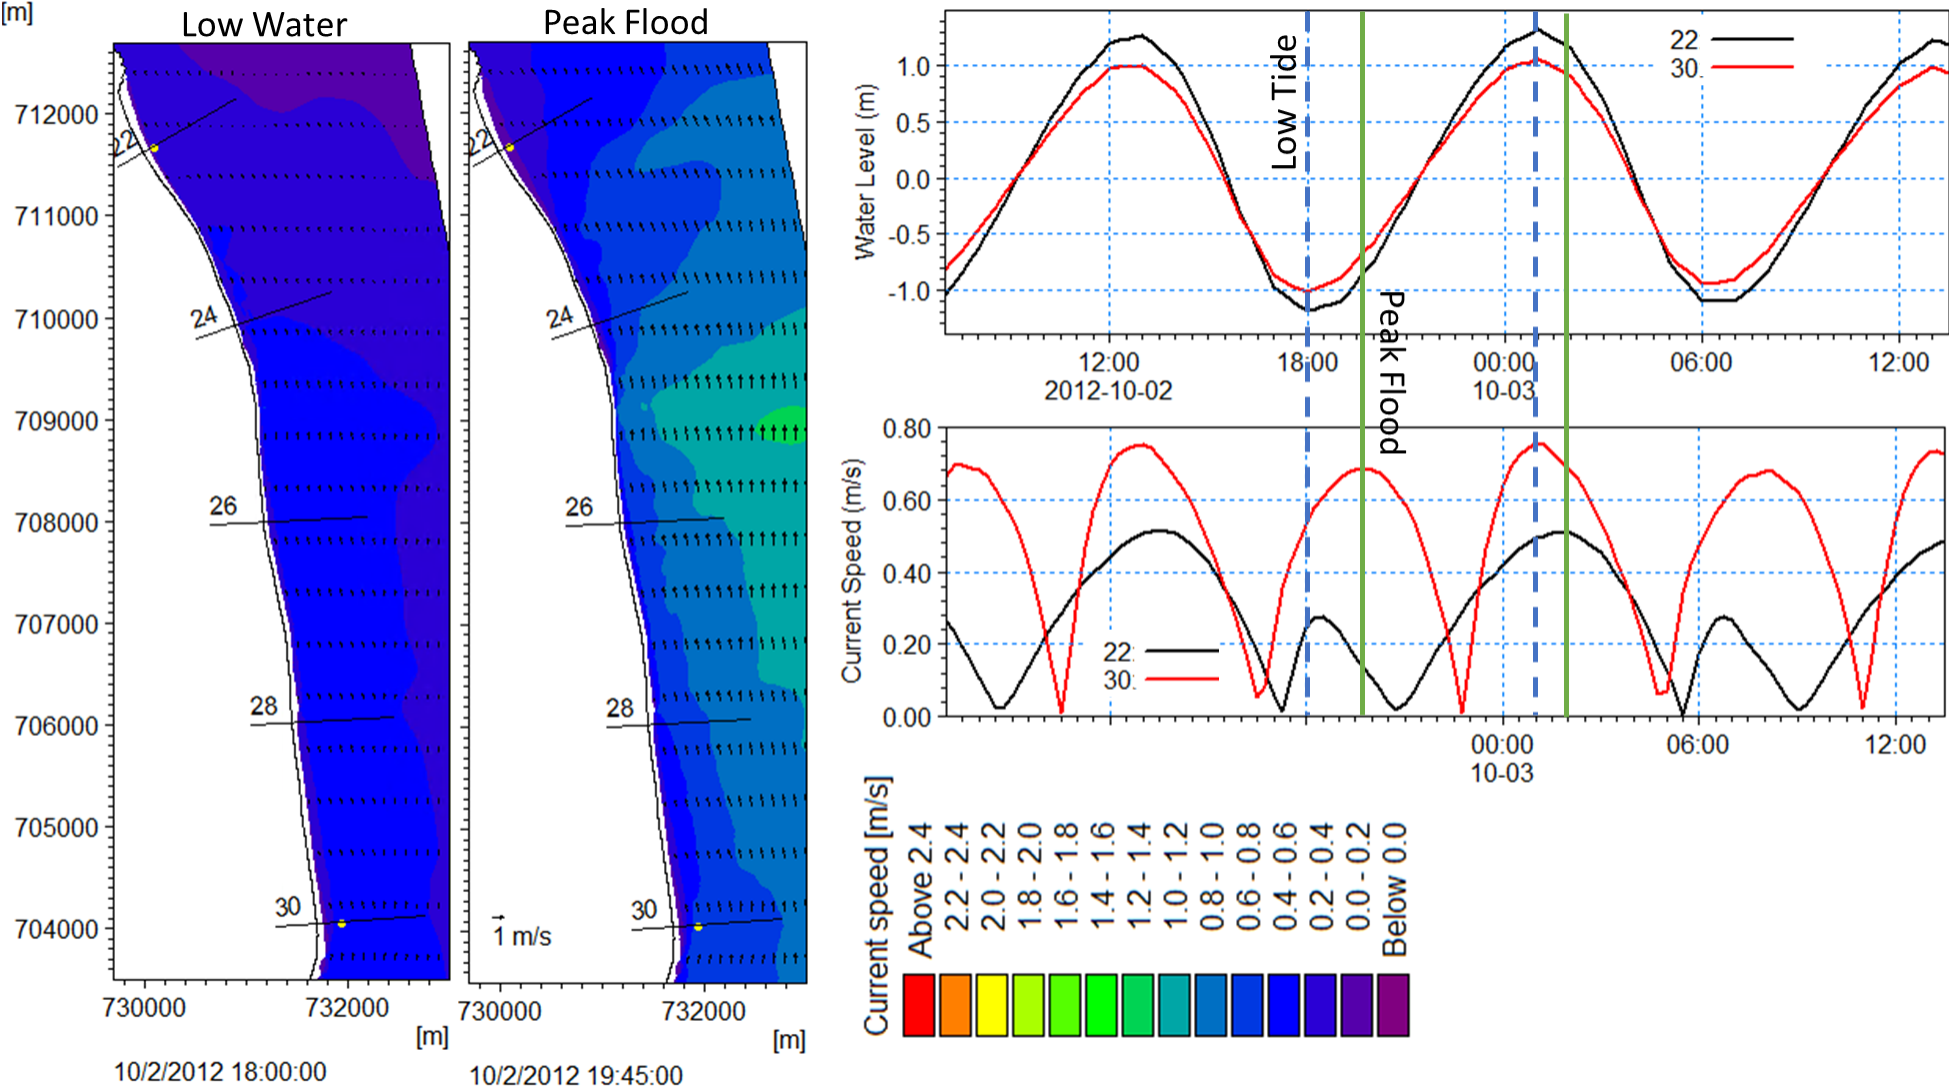 [m]
Low Water
Peak Flood
712000
711000
710000
709000
708000
707000
706000
705000
704000
22
24
26
28
30
22
24
26
28
30
1 m/s
730000
732000
[m]
730000
732000
[m]
10/2/2012 18:00:00
10/2/2012 19:45:00
Water Level (m)
1.0
0.5
0.0
-0.5
-1.0
Low Tide
22
30
12:00
18:00
00:00
06:00
12:00
2012-10-02
10-03
Peak Flood
Current Speed (m/s)
0.80
0.60
0.40
0.20
0.00
22
30
00:00
06:00
12:00
10-03
Current speed [m/s]
Above 2.4
2.2 - 2.4
2.0 - 2.2
1.8 - 2.0
1.6 - 1.8
1.4 - 1.6
1.2 - 1.4
1.0 - 1.2
0.8 - 1.0
0.6 - 0.8
0.4 - 0.6
0.2 - 0.4
0.0 - 0.2
Below 0.0